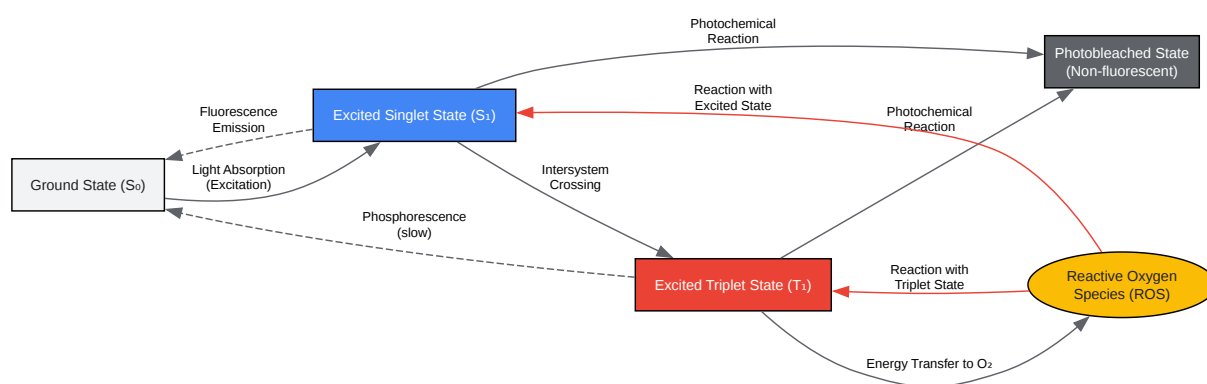 Photochemical
Reaction
Photobleached State
(Non-fluorescent)
Reaction with
Excited State
Photochemical
Reaction
Fluorescence
Emission
Excited Singlet State (S₁)
Light Absorption
(Excitation)
Intersystem
Crossing
Ground State (S₀)
Phosphorescence
(slow)
Excited Triplet State (T₁)
Reaction with
Triplet State
Reactive Oxygen
Species (ROS)
Energy Transfer to O₂